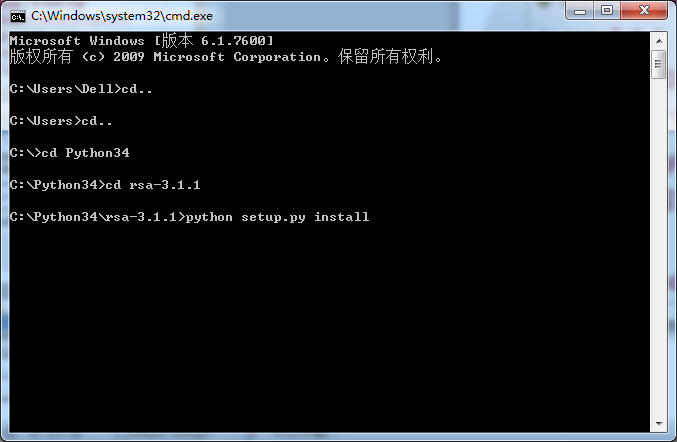 C:\Windows\system32\cmd.exe
Microsoft Windows [版本 6.1.7600]
版权所有 (c) 2009 Microsoft Corporation。保留所有权利。
C:\Users\Dell>cd..
C:\Users>cd..
C:\>cd Python34
C:\Python34>cd rsa-3.1.1
C:\Python34\rsa-3.1.1>python setup.py install